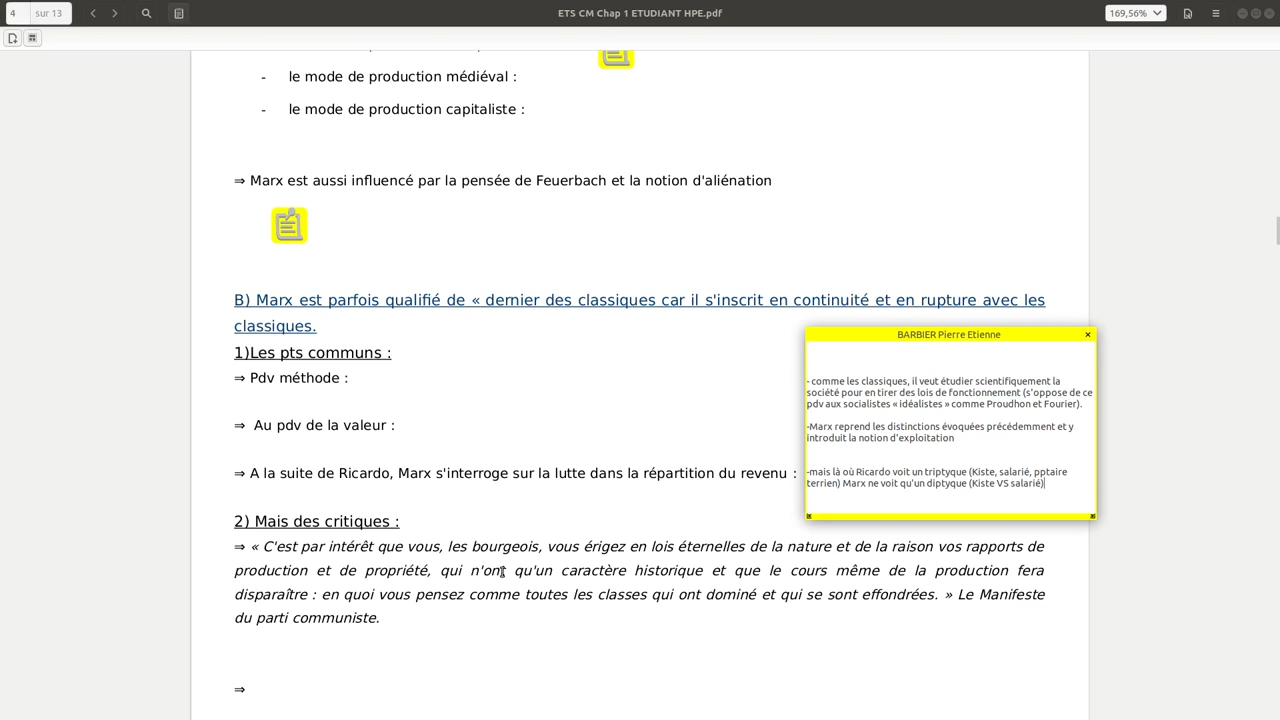 4 sur 13
ETS CM Chap 1 ETUDIANT HPE.pdf
169,56%
- le mode de production médiéval :
- le mode de production capitaliste :
⇒ Marx est aussi influencé par la pensée de Feuerbach et la notion d'aliénation
B) Marx est parfois qualifié de « dernier des classiques car il s'inscrit en continuité et en rupture avec les
classiques.
1)Les pts communs :
⇒ Pdv méthode :
⇒ Au pdv de la valeur :
⇒ A la suite de Ricardo, Marx s'interroge sur la lutte dans la répartition du revenu :
BARBIER Pierre Etienne
- comme les classiques, il veut étudier scientifiquement la
société pour en tirer des lois de fonctionnement (s'oppose de ce
pdv aux socialistes « idéalistes » comme Proudhon et Fourier).
-Marx reprend les distinctions évoquées précédemment et y
introduit la notion d'exploitation
-mais là où Ricardo voit un triptyque (Kiste, salarié, pptaire
terrien) Marx ne voit qu'un diptyque (Kiste VS salarié)
2) Mais des critiques :
⇒ « C'est par intérêt que vous, les bourgeois, vous érigez en lois éternelles de la nature et de la raison vos rapports de
production et de propriété, qui n'ont qu'un caractère historique et que le cours même de la production fera
disparaître : en quoi vous pensez comme toutes les classes qui ont dominé et qui se sont effondrées. » Le Manifeste
du parti communiste.
⇒